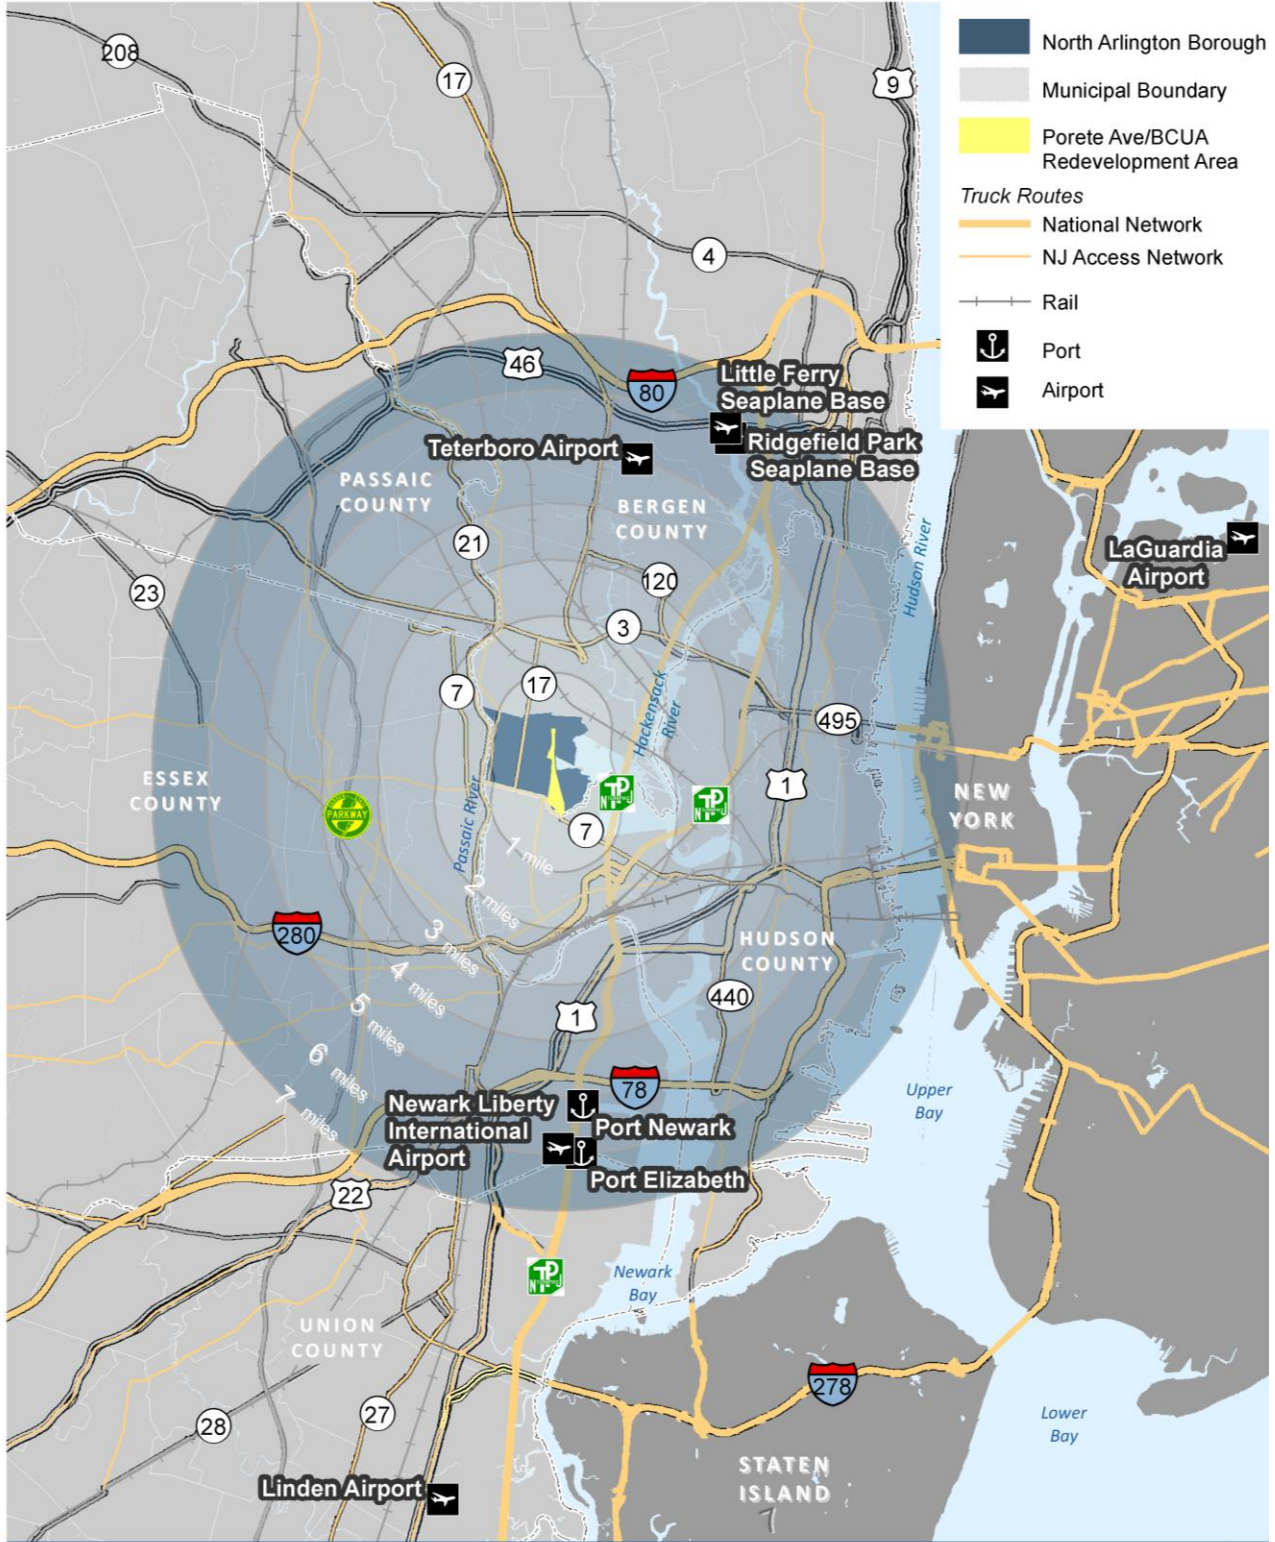 North Arlington Borough
Municipal Boundary
Porete Ave/BCUA
Redevelopment Area
Truck Routes
National Network
NJ Access Network
Rail
Port
Airport
208
17
9
4
46
80
Little Ferry
Seaplane Base
Ridgefield Park
Seaplane Base
Teterboro Airport
PASSAIC
COUNTY
BERGEN
COUNTY
21
120
23
3
Hudson River
LaGuardia
Airport
7
17
Hackensack
River
495
ESSEX
COUNTY
PARKWAY
Passaic River
7
1
NEW
YORK
1 mile
2 miles
3 miles
4 miles
5 miles
6 miles
7 miles
280
HUDSON
COUNTY
440
1
78
Upper
Bay
Newark Liberty
International
Airport
Port Newark
Port Elizabeth
22
Newark
Bay
UNION
COUNTY
278
28
27
Lower
Bay
Linden Airport
STATEN
ISLAND
7